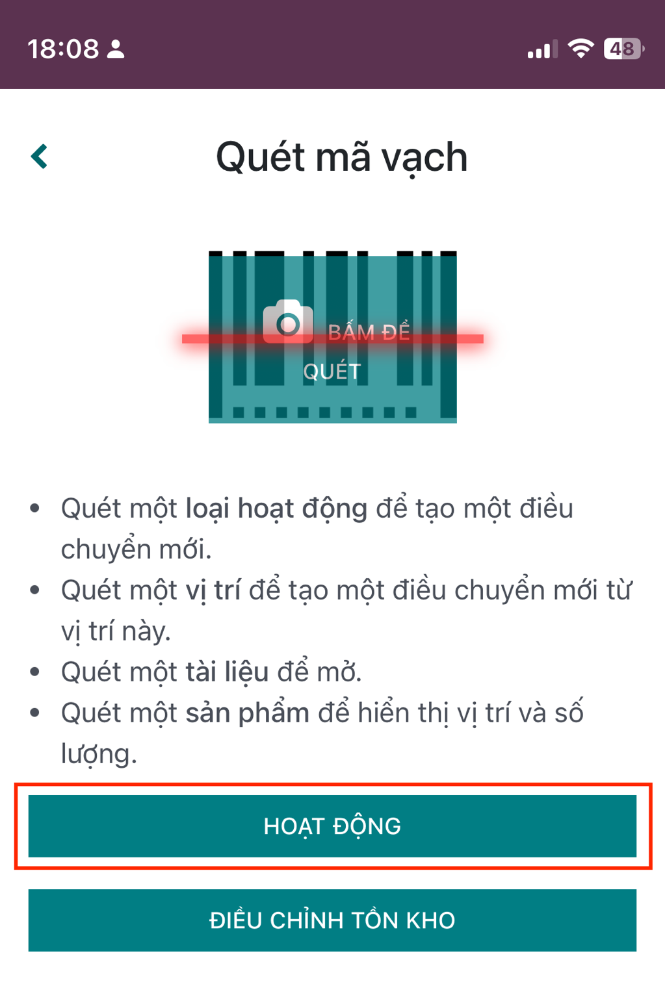 18:08
48
Quét mã vạch
BẤM ĐỂ
QUÉT
• Quét một loại hoạt động để tạo một điều
chuyển mới.
• Quét một vị trí để tạo một điều chuyển mới từ
vị trí này.
• Quét một tài liệu để mở.
• Quét một sản phẩm để hiển thị vị trí và số
lượng.
HOẠT ĐỘNG
ĐIỀU CHỈNH TỒN KHO